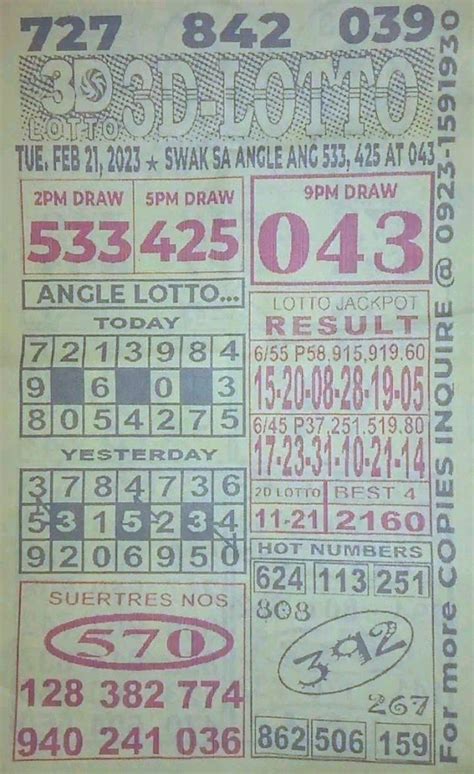 727 842 039
3D LOTTO 3D-LOTTO
TUE. FEB 21, 2023 ★ SWAK SA ANGLE ANG 533, 425 AT 043
2PM DRAW 5PM DRAW
533 425
9PM DRAW
043
ANGLE LOTTO...
TODAY
7 2 1 3 9 8 4
9 6 0 3
8 0 5 4 2 7 5
YESTERDAY
3 7 8 4 7 3 6
5 3 1 5 2 3 4
9 2 0 6 9 5 0
SUERTRES NOS
570
128 382 774
940 241 036
LOTTO JACKPOT
RESULT
6/55 P58,915,919.60
15-20-08-28-19-05
6/45 P37,251,519.80
17-23-31-10-21-14
2D LOTTO BEST 4
11-21 2160
HOT NUMBERS
624 113 251
808
392
267
862 506 159
For more COPIES INQUIRE @ 0923-1591930